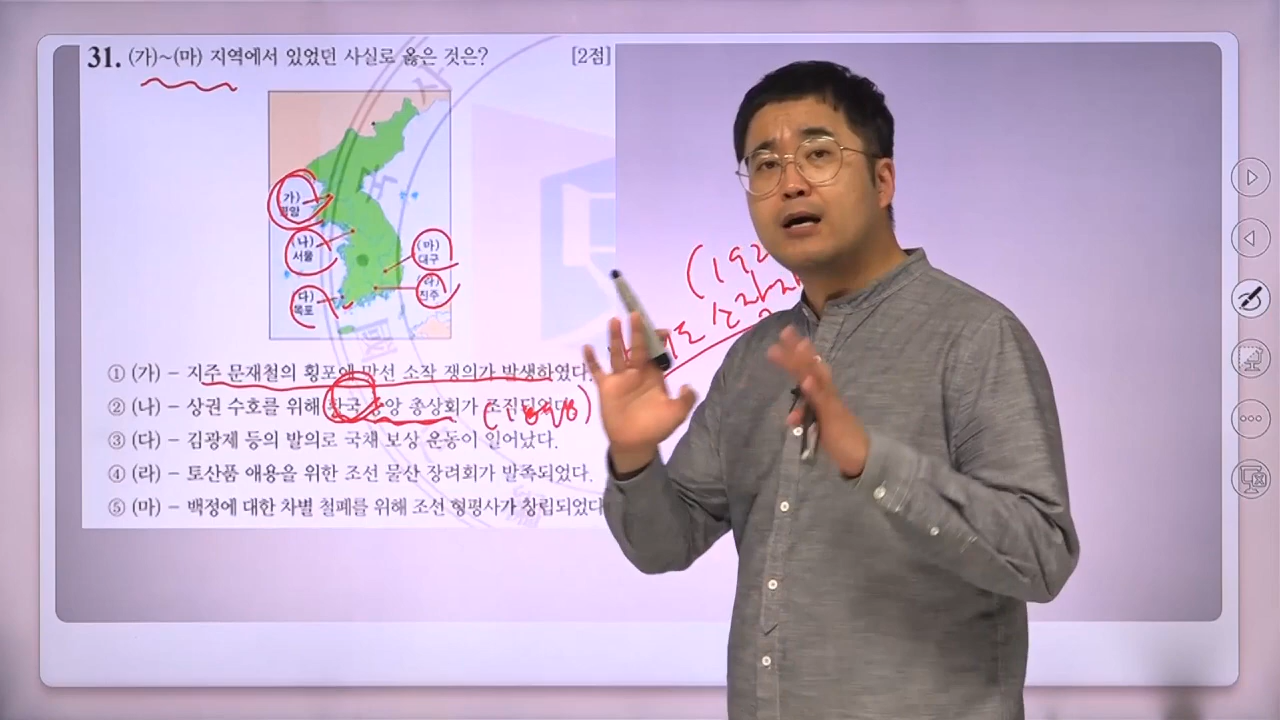 31. (가)~(마) 지역에서 있었던 사실로 옳은 것은? [2점]
(가)
평양
(나)
서울
(마)
대구
(라)
진주
(다)
목포
(192
도 소작
① (가) - 지주 문재철의 횡포에 맞선 소작 쟁의가 발생하였다.
② (나) - 상권 수호를 위해 황국 중앙 총상회가 조직되었다.
(1898)
③ (다) - 김광제 등의 발의로 국채 보상 운동이 일어났다.
④ (라) - 토산품 애용을 위한 조선 물산 장려회가 발족되었다.
⑤ (마) - 백정에 대한 차별 철폐를 위해 조선 형평사가 창립되었다